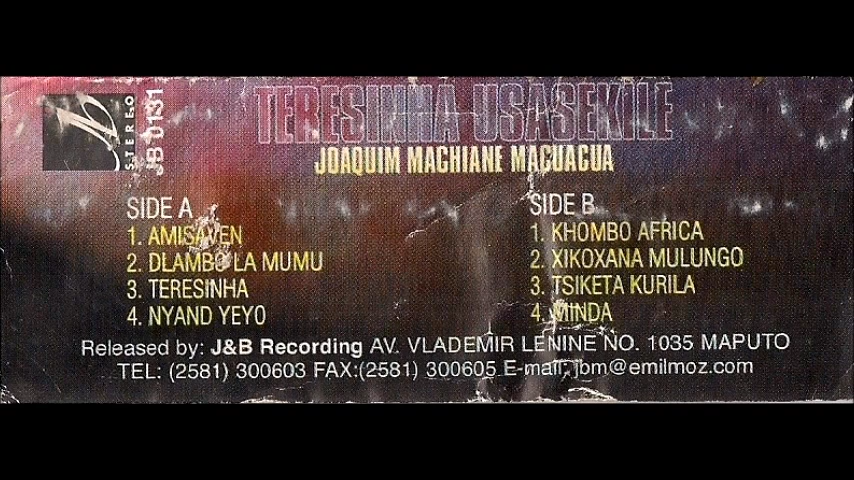 TERESINHA USASEKILE
JOAQUIM MAGHIANE MACUACUA
Jb
STEREO
JB 0131
SIDE A
1. AMISAVEN
2. DLAMBO LA MUMU
3. TERESINHA
4. NYAND YEYO
SIDE B
1. KHOMBO AFRICA
2. XIKOXANA MULUNGO
3. TSIKETA KURILA
4. MINDA
Released by: J&B Recording AV. VLADEMIR LENINE NO. 1035 MAPUTO
TEL: (2581) 300603 FAX:(2581) 300605 E-mail: jbm@emilmoz.com